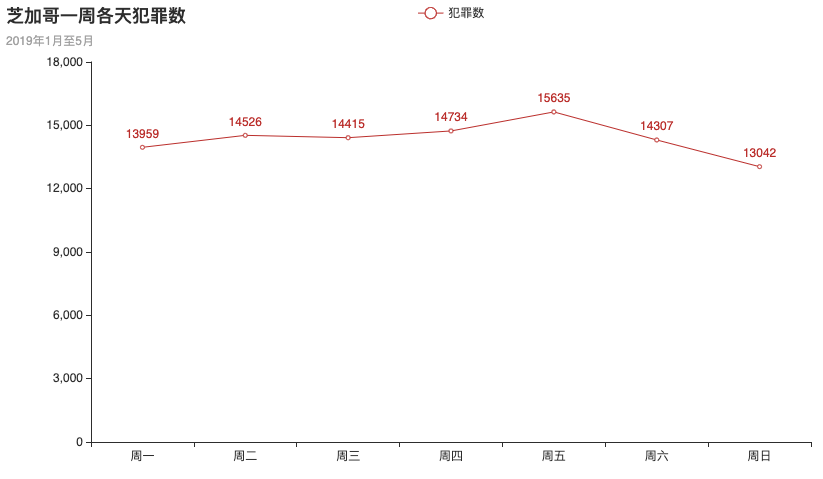 芝加哥一周各天犯罪数
2019年1月至5月
犯罪数
18,000
15,000
12,000
9,000
6,000
3,000
0
13959
14526
14415
14734
15635
14307
13042
周一
周二
周三
周四
周五
周六
周日